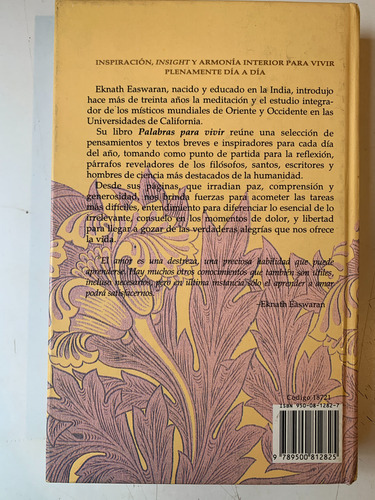 INSPIRACIÓN, INSIGHT Y ARMONÍA INTERIOR PARA VIVIR
PLENAMENTE DÍA A DÍA
Eknath Easwaran, nacido y educado en la India, introdujo
hace más de treinta años la meditación y el estudio integra-
dor de los místicos mundiales de Oriente y Occidente en las
Universidades de California.
Su libro Palabras para vivir reúne una selección de
pensamientos y textos breves e inspiradores para cada día
del año, tomando como punto de partida para la reflexión,
párrafos reveladores de los filósofos, santos, escritores y
hombres de ciencia más destacados de la humanidad.
Desde sus páginas, que irradian paz, comprensión y
generosidad, nos brinda fuerzas para acometer las tareas
más difíciles, entendimiento para diferenciar lo esencial de lo
irrelevante, consuelo en los momentos de dolor, y libertad
para llegar a gozar de las verdaderas alegrías que nos ofrece
la vida.
El amor es una destreza, una preciosa habilidad que puede
aprenderse. Hay muchos otros conocimientos que también son útiles,
incluso necesarios, pero en última instancia sólo el aprender a amar
podrá satisfacernos.
–Eknath Easwaran
Código 18721
ISBN 950-08-1282-7
9 789500 812825